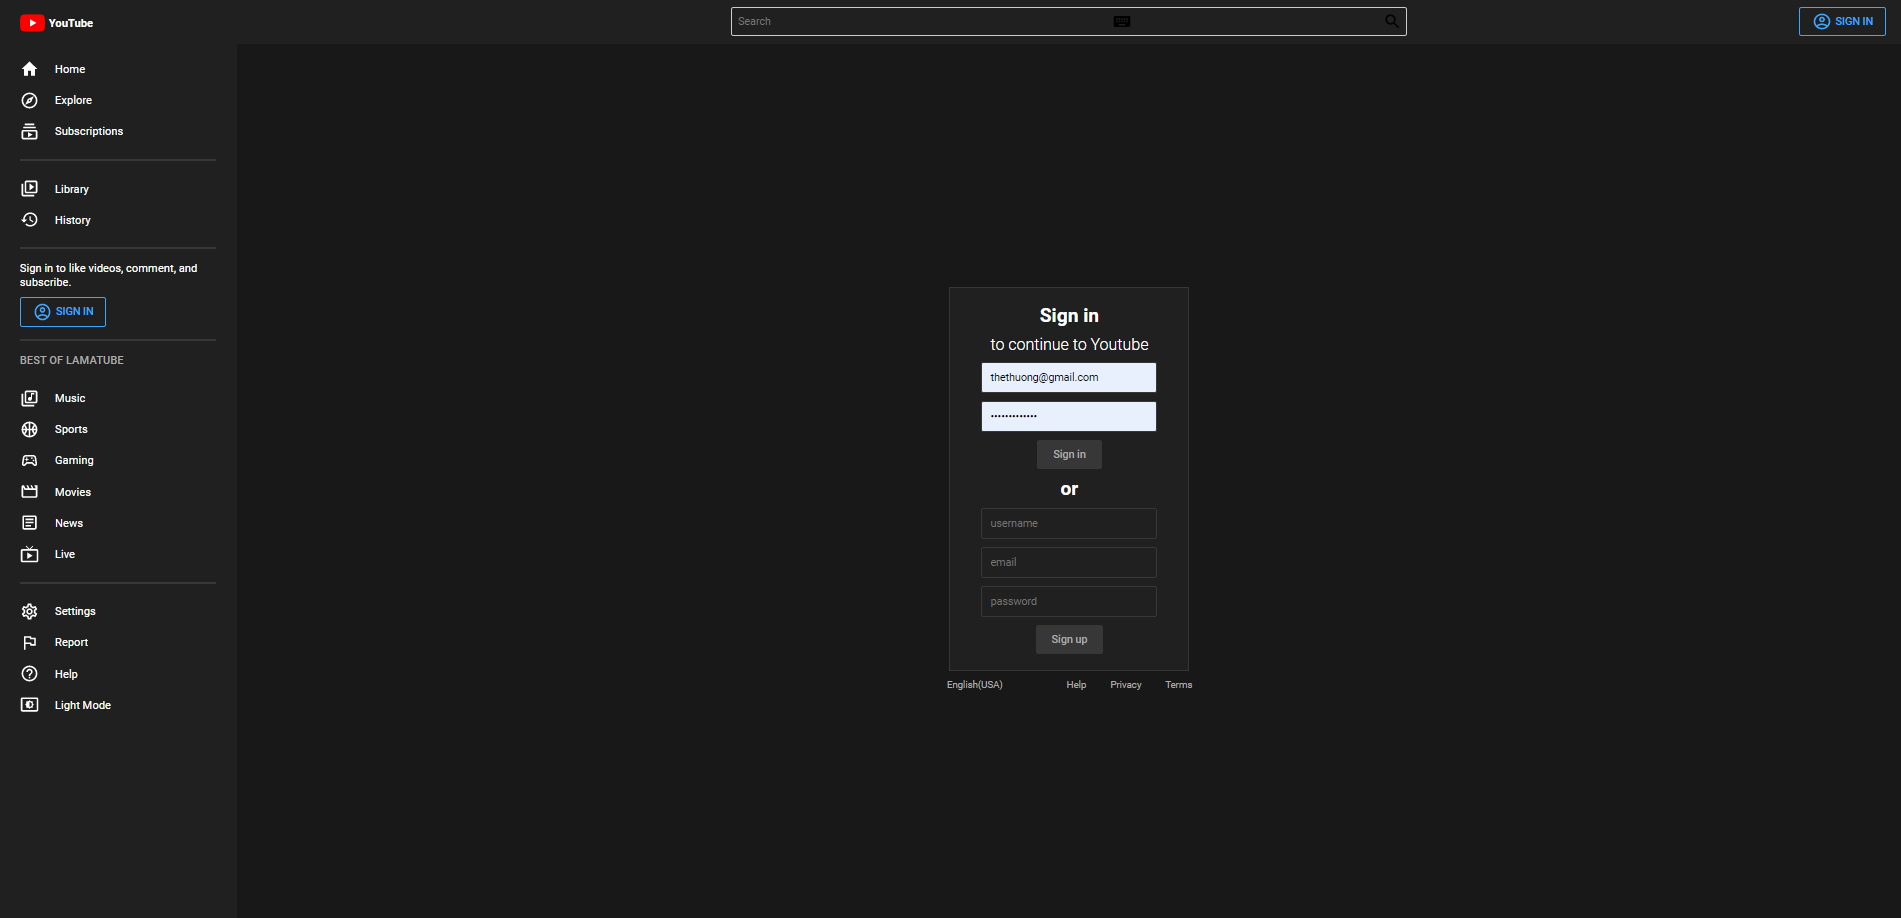 YouTube
Search
SIGN IN
Home
Explore
Subscriptions
Library
History
Sign in to like videos, comment, and
subscribe.
SIGN IN
BEST OF LAMATUBE
Music
Sports
Gaming
Movies
News
Live
Settings
Report
Help
Light Mode
Sign in
to continue to Youtube
thethuong@gmail.com
•••••••••••••
Sign in
or
username
email
password
Sign up
English(USA) Help Privacy Terms